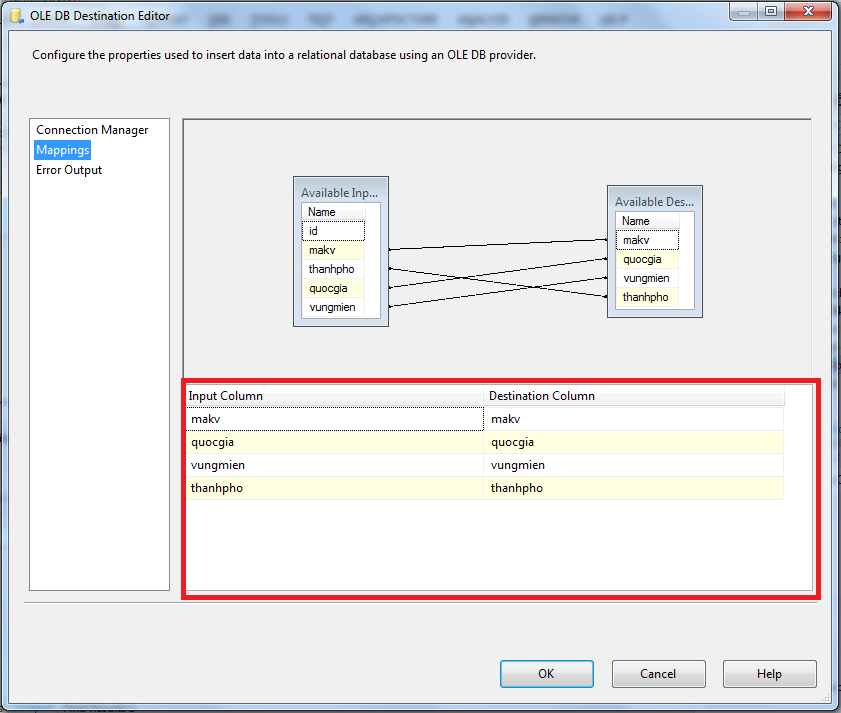 OLE DB Destination Editor
Configure the properties used to insert data into a relational database using an OLE DB provider.
Connection Manager
Mappings
Error Output
Available Inp...
Name
id
makv
thanhpho
quocgia
vungmien
Available Des...
Name
makv
quocgia
vungmien
thanhpho
Input Column Destination Column
makv makv
quocgia quocgia
vungmien vungmien
thanhpho thanhpho
OK Cancel Help